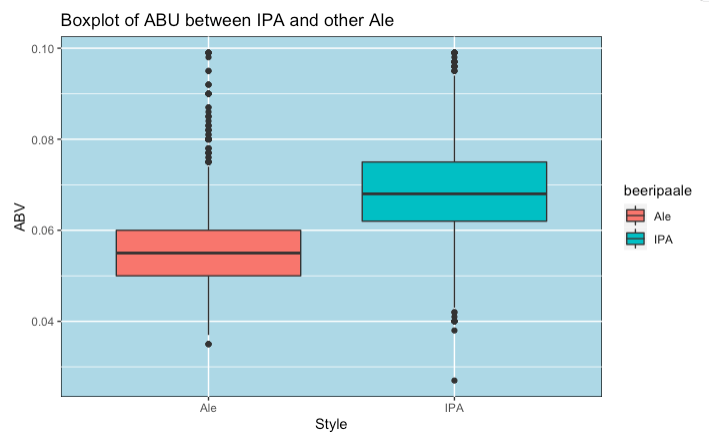 Boxplot of ABU between IPA and other Ale
0.10
0.08
0.06
0.04
ABV
Ale
IPA
Style
beeripaale
Ale
IPA